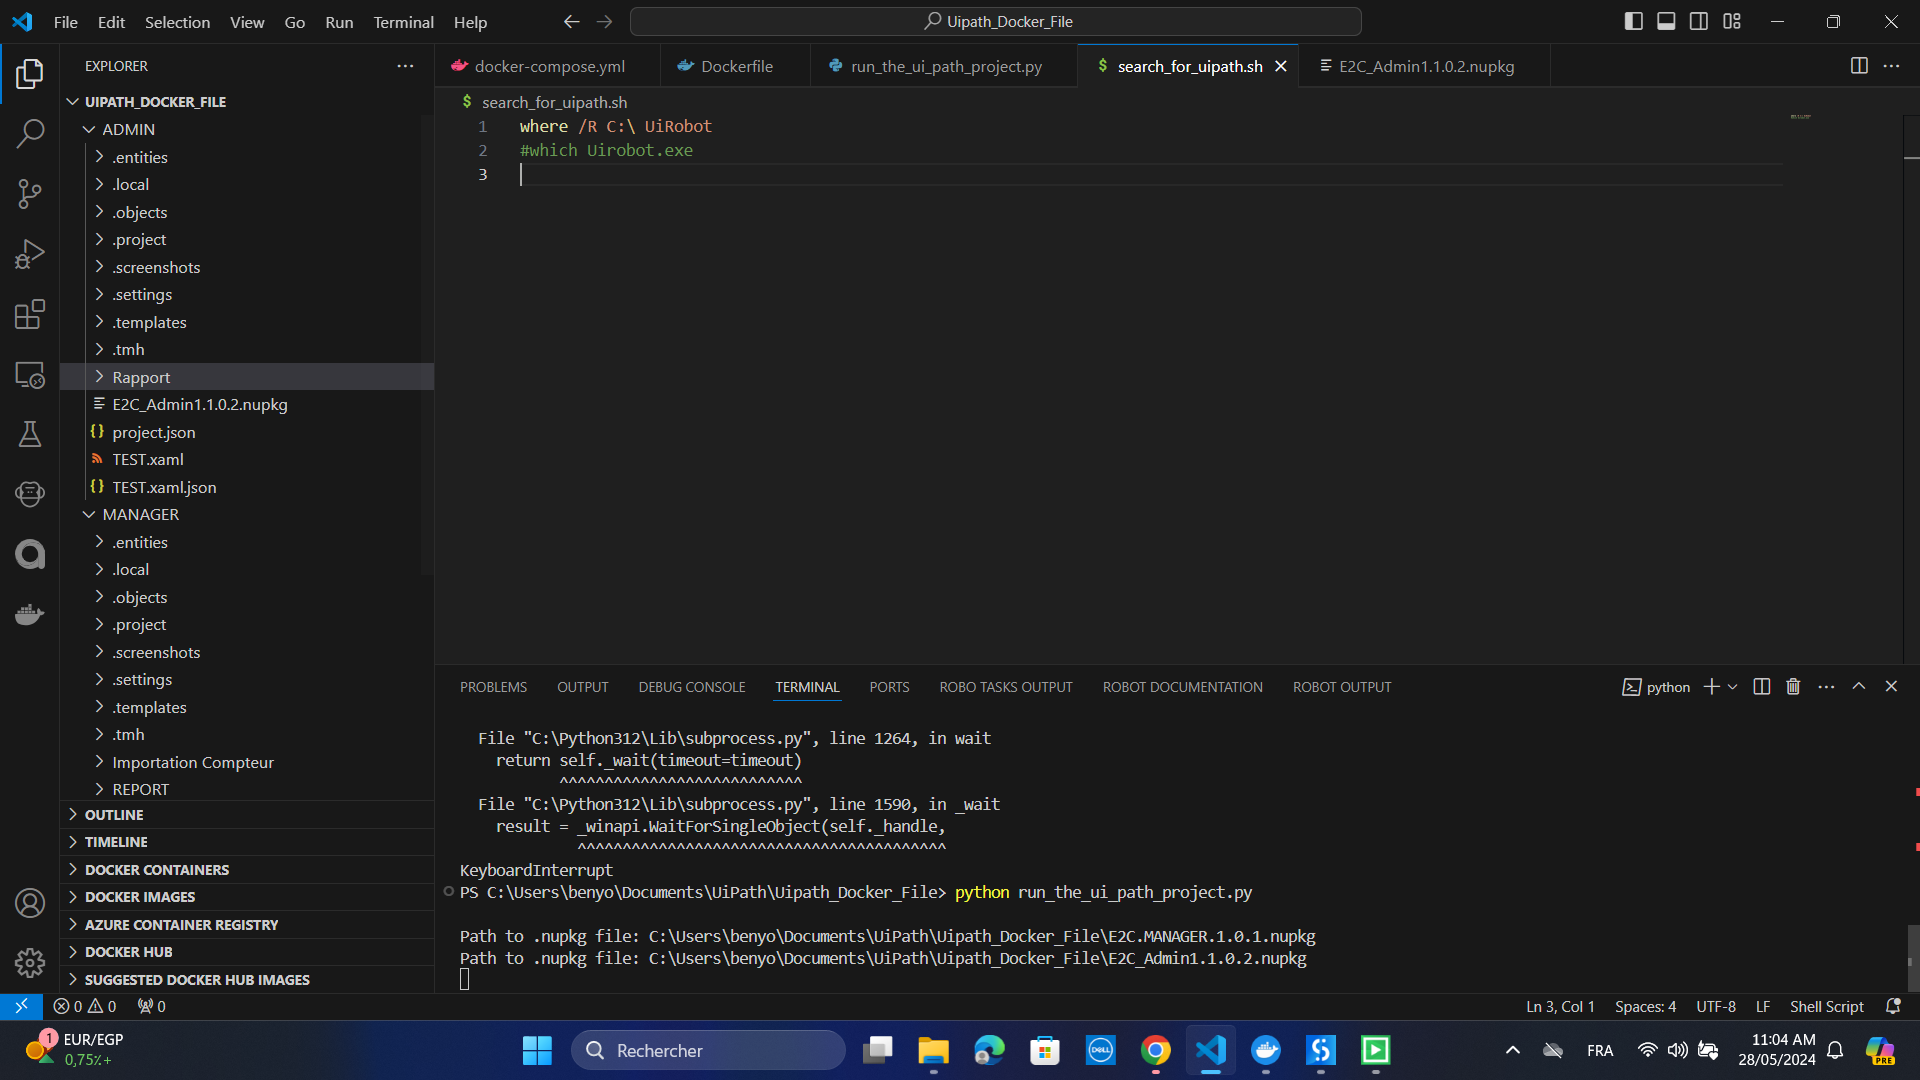 File Edit Selection View Go Run Terminal Help
Uipath_Docker_File
EXPLORER
docker-compose.yml
Dockerfile
run_the_ui_path_project.py
search_for_uipath.sh
E2C_Admin1.1.0.2.nupkg
UIPATH_DOCKER_FILE
ADMIN
.entities
.local
.objects
.project
.screenshots
.settings
.templates
.tmh
Rapport
E2C_Admin1.1.0.2.nupkg
project.json
TEST.xaml
TEST.xaml.json
MANAGER
.entities
.local
.objects
.project
.screenshots
.settings
.templates
.tmh
Importation Compteur
REPORT
OUTLINE
TIMELINE
DOCKER CONTAINERS
DOCKER IMAGES
AZURE CONTAINER REGISTRY
DOCKER HUB
SUGGESTED DOCKER HUB IMAGES
$ search_for_uipath.sh
1 where /R C:\ UiRobot
2 #which Uirobot.exe
3
PROBLEMS OUTPUT DEBUG CONSOLE TERMINAL PORTS ROBO TASKS OUTPUT ROBOT DOCUMENTATION ROBOT OUTPUT
python
File "C:\Python312\Lib\subprocess.py", line 1264, in wait
return self._wait(timeout=timeout)
^^^^^^^^^^^^^^^^^^^^^^^^^^^
File "C:\Python312\Lib\subprocess.py", line 1590, in _wait
result = _winapi.WaitForSingleObject(self._handle,
^^^^^^^^^^^^^^^^^^^^^^^^^^^^^^^^^^^^^^^^^
KeyboardInterrupt
PS C:\Users\benyo\Documents\UiPath\Uipath_Docker_File> python run_the_ui_path_project.py
Path to .nupkg file: C:\Users\benyo\Documents\UiPath\Uipath_Docker_File\E2C.MANAGER.1.0.1.nupkg
Path to .nupkg file: C:\Users\benyo\Documents\UiPath\Uipath_Docker_File\E2C_Admin1.1.0.2.nupkg
0 0 0
Ln 3, Col 1 Spaces: 4 UTF-8 LF Shell Script
1
EUR/EGP
0,75%+
Rechercher
DELL
FRA
11:04 AM
28/05/2024
PRE